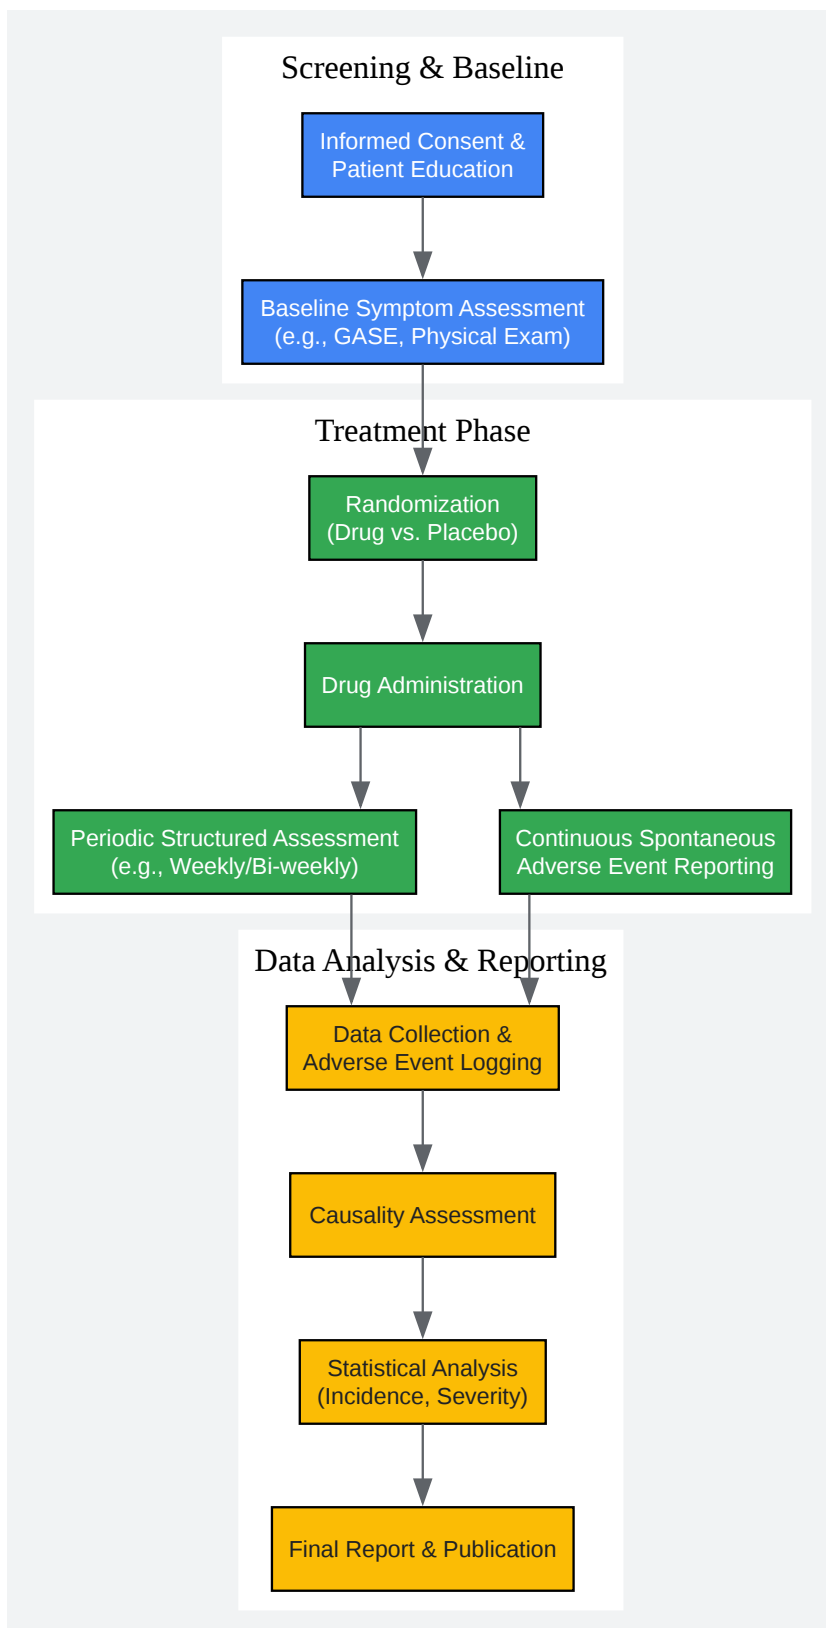 Screening & Baseline
Informed Consent &
Patient Education
Baseline Symptom Assessment
(e.g., GASE, Physical Exam)
Treatment Phase
Randomization
(Drug vs. Placebo)
Drug Administration
Periodic Structured Assessment
(e.g., Weekly/Bi-weekly)
Continuous Spontaneous
Adverse Event Reporting
Data Analysis & Reporting
Data Collection &
Adverse Event Logging
Causality Assessment
Statistical Analysis
(Incidence, Severity)
Final Report & Publication